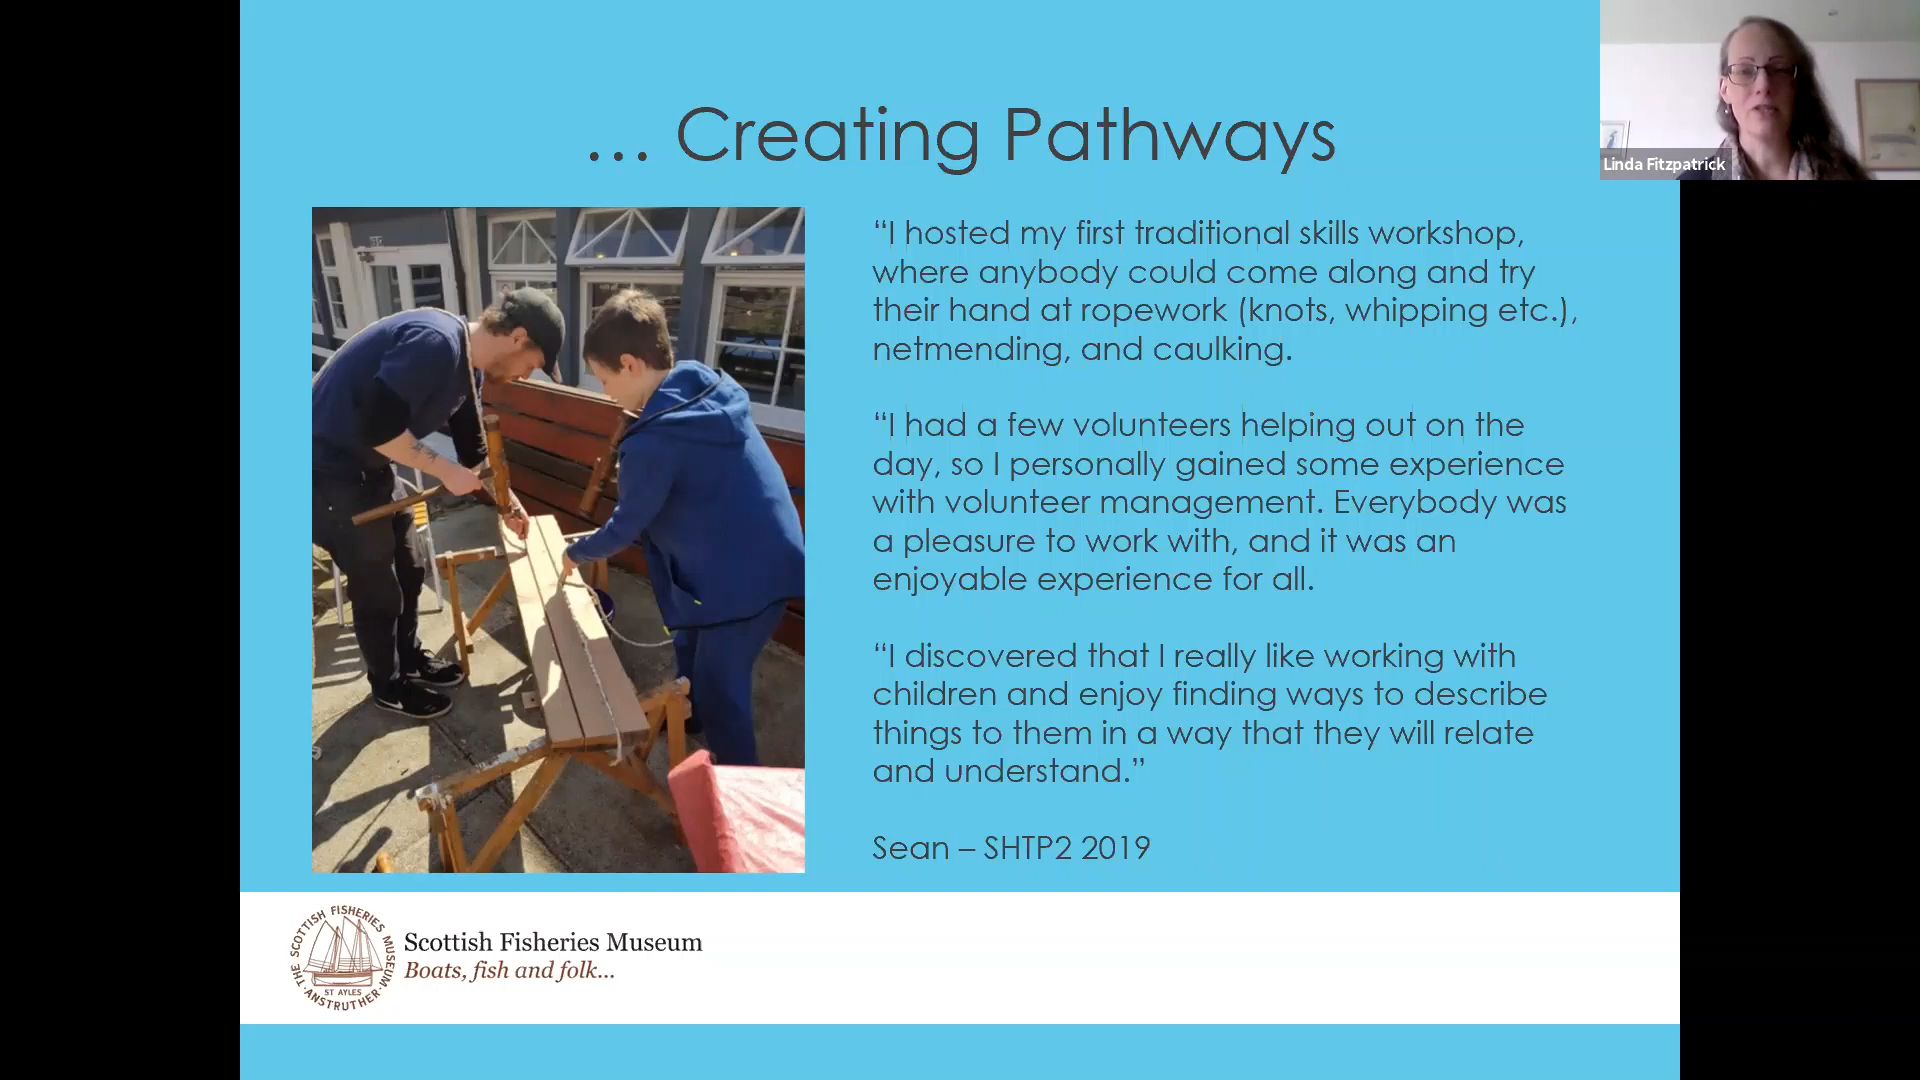 ... Creating Pathways
Linda Fitzpatrick
“I hosted my first traditional skills workshop,
where anybody could come along and try
their hand at ropework (knots, whipping etc.),
netmending, and caulking.
“I had a few volunteers helping out on the
day, so I personally gained some experience
with volunteer management. Everybody was
a pleasure to work with, and it was an
enjoyable experience for all.
“I discovered that I really like working with
children and enjoy finding ways to describe
things to them in a way that they will relate
and understand.”
Sean – SHTP2 2019
THE SCOTTISH FISHERIES MUSEUM
ST AYLES
· ANSTRUTHER ·
Scottish Fisheries Museum
Boats, fish and folk...